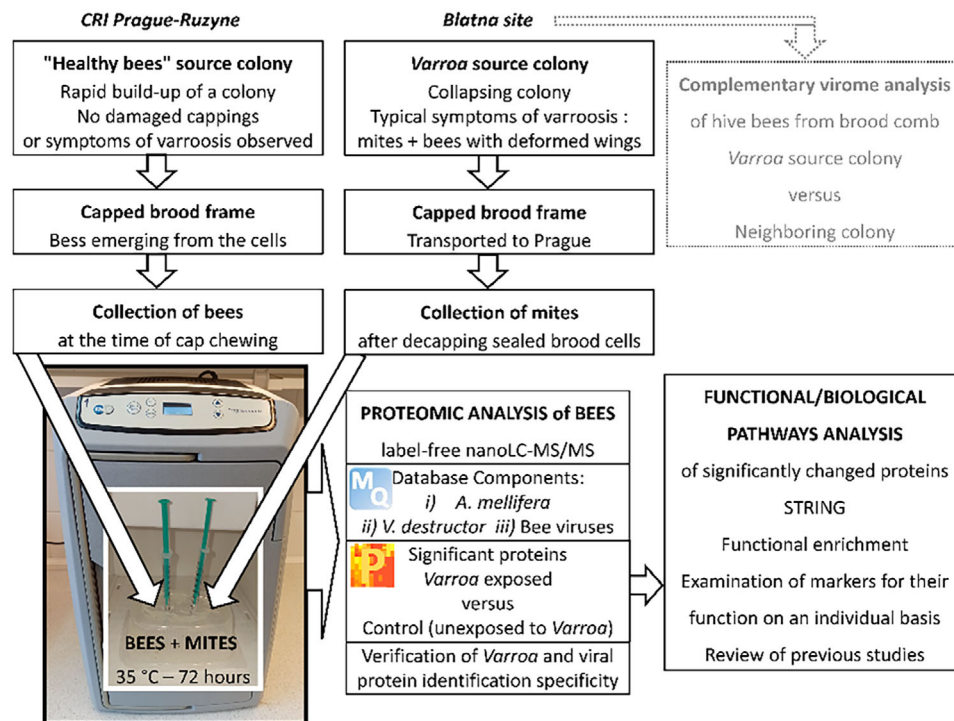 CRI Prague-Ruzyne
"Healthy bees" source colony
Rapid build-up of a colony
No damaged cappings
or symptoms of varroosis observed
Capped brood frame
Bess emerging from the cells
Collection of bees
at the time of cap chewing
Blatna site
Varroa source colony
Collapsing colony
Typical symptoms of varroosis :
mites + bees with deformed wings
Capped brood frame
Transported to Prague
Collection of mites
after decapping sealed brood cells
Complementary virome analysis
of hive bees from brood comb
Varroa source colony
versus
Neighboring colony
BEES + MITES
35 °C – 72 hours
PROTEOMIC ANALYSIS of BEES
label-free nanoLC-MS/MS
MQ
Database Components:
i) A. mellifera
ii) V. destructor iii) Bee viruses
P
Significant proteins
Varroa exposed
versus
Control (unexposed to Varroa)
Verification of Varroa and viral
protein identification specificity
FUNCTIONAL/BIOLOGICAL
PATHWAYS ANALYSIS
of significantly changed proteins
STRING
Functional enrichment
Examination of markers for their
function on an individual basis
Review of previous studies